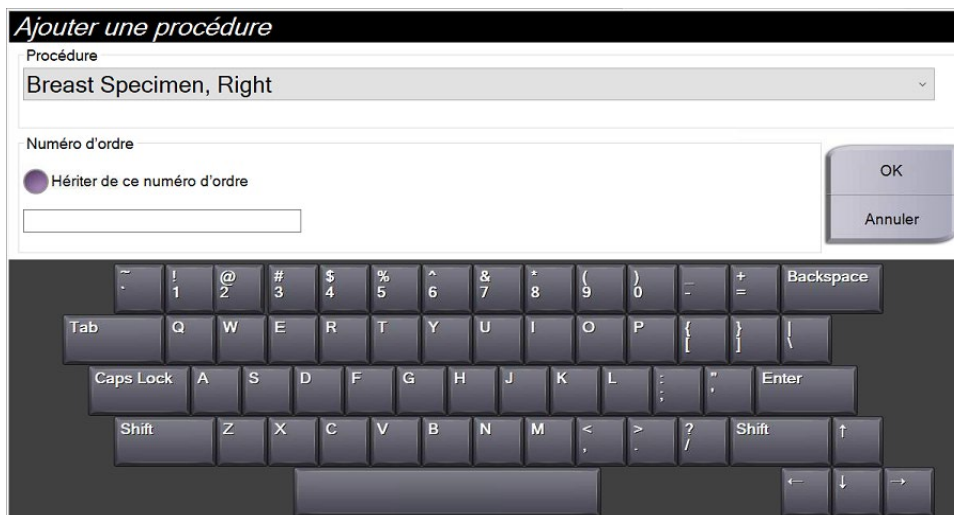 Ajouter une procédure
Procédure
Breast Specimen, Right
Numéro d'ordre
Hériter de ce numéro d'ordre
OK
Annuler
~ ! @ # $ % ^ & * ( ) _ + Backspace
` 1 2 3 4 5 6 7 8 9 0 - =
Tab Q W E R T Y U I O P { } |
[ ] \
Caps Lock A S D F G H J K L : " Enter
; '
Shift Z X C V B N M < > ? Shift ↑
, . /
← ↓ →